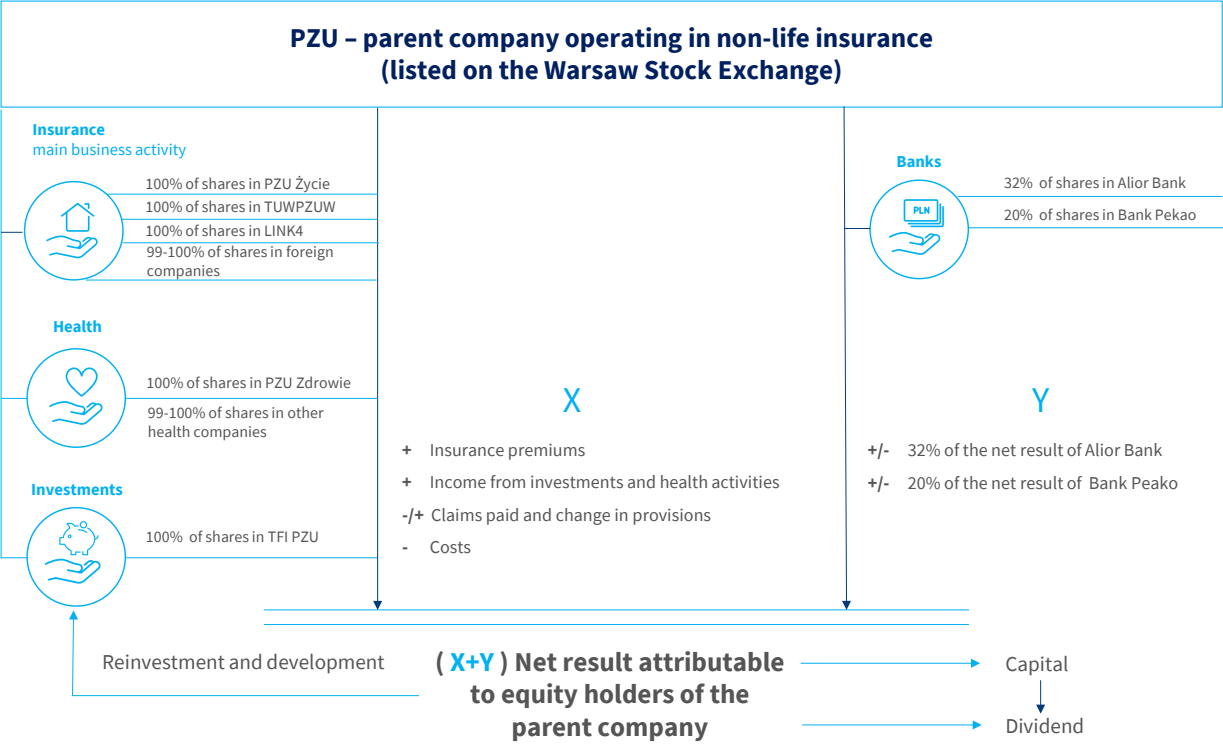 PZU – parent company operating in non-life insurance
(listed on the Warsaw Stock Exchange)
Insurance
main business activity
100% of shares in PZU Życie
100% of shares in TUWPZUW
100% of shares in LINK4
99-100% of shares in foreign
companies
Health
100% of shares in PZU Zdrowie
99-100% of shares in other
health companies
Investments
100% of shares in TFI PZU
X
+ Insurance premiums
+ Income from investments and health activities
-/+ Claims paid and change in provisions
- Costs
Banks
PLN
32% of shares in Alior Bank
20% of shares in Bank Pekao
Y
+/- 32% of the net result of Alior Bank
+/- 20% of the net result of Bank Peako
Reinvestment and development
( X+Y ) Net result attributable
to equity holders of the
parent company
Capital
Dividend